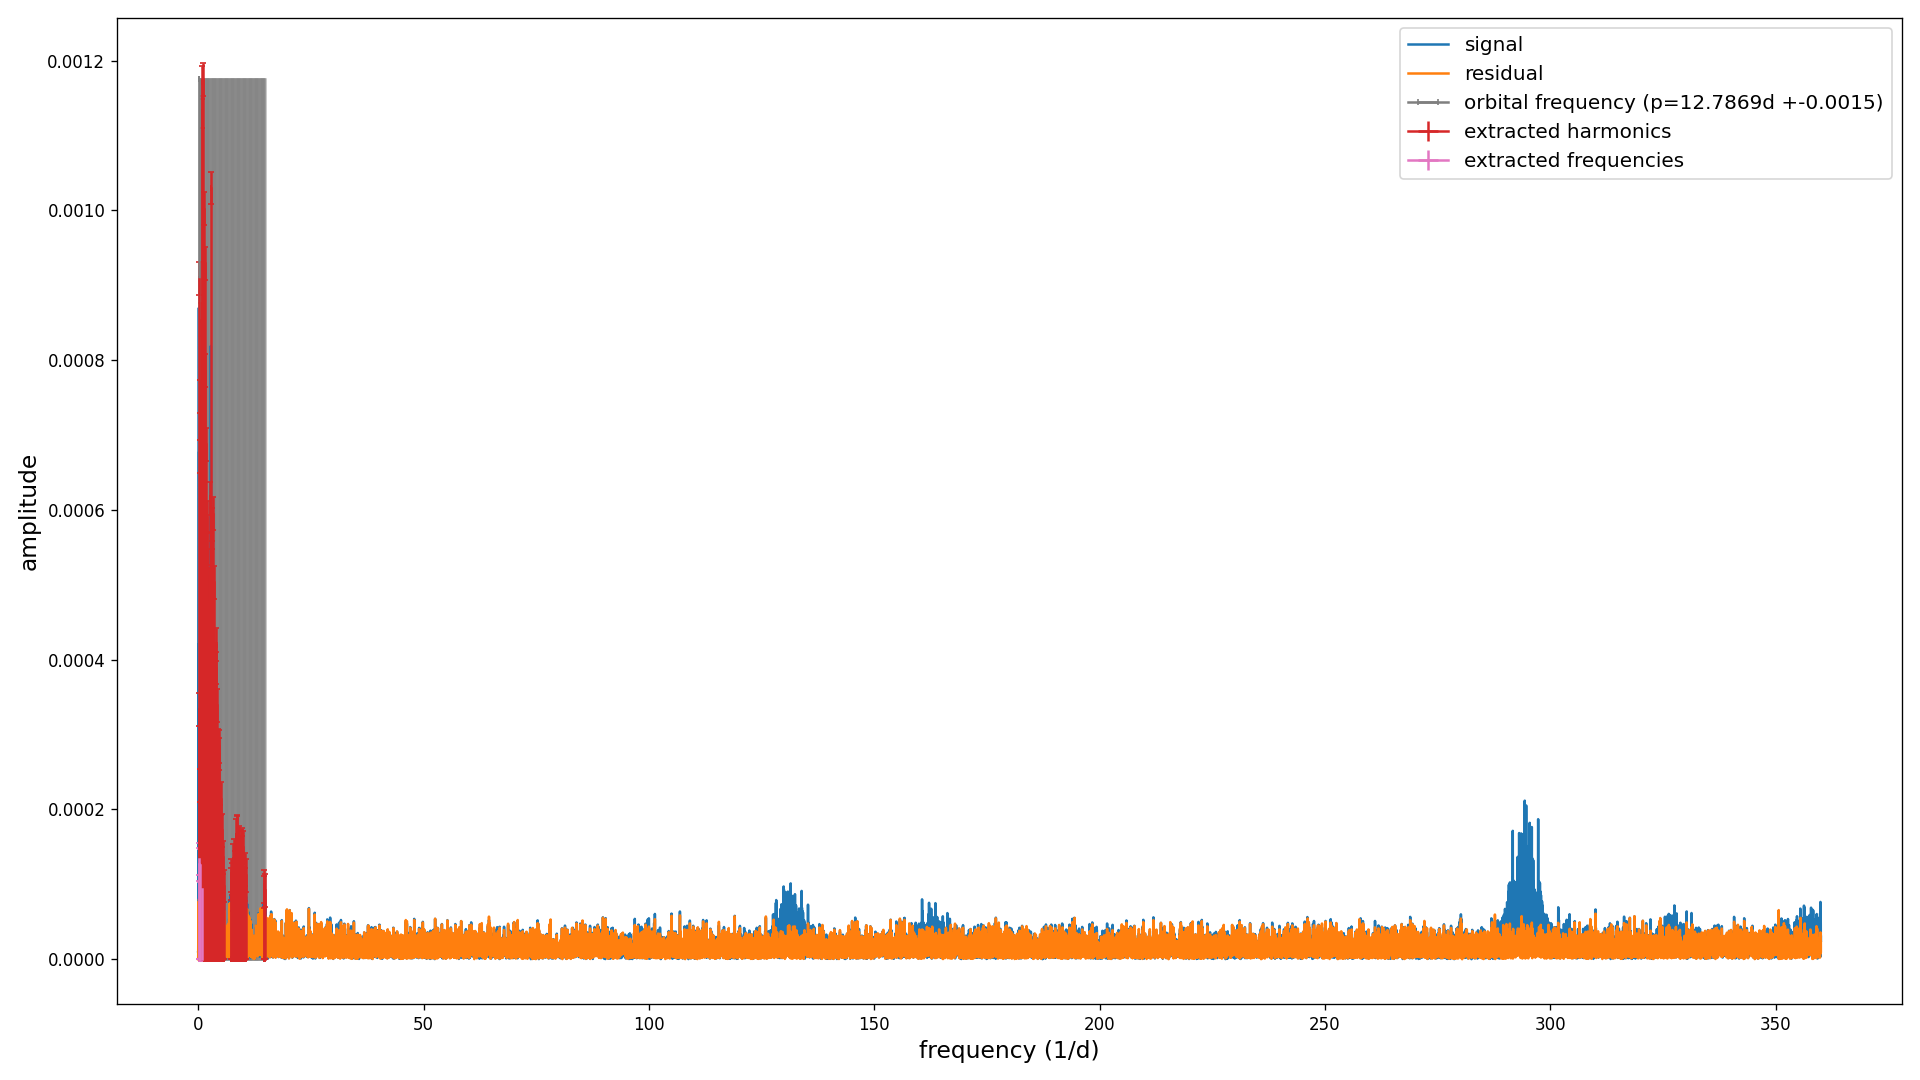 signal
residual
orbital frequency (p=12.7869d +-0.0015)
extracted harmonics
extracted frequencies
amplitude
0.0012
0.0010
0.0008
0.0006
0.0004
0.0002
0.0000
0 50 100 150 200 250 300 350
frequency (1/d)